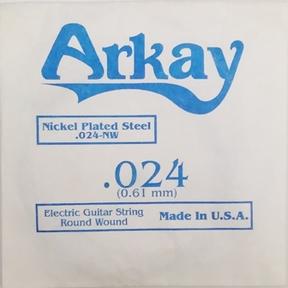 Arkay
Nickel Plated Steel
.024-NW
.024
(0.61 mm)
Electric Guitar String
Round Wound
Made In U.S.A.